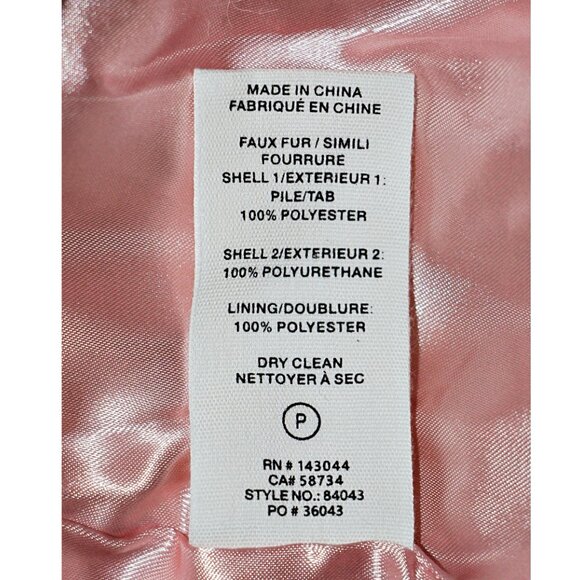 MADE IN CHINA
FABRIQUÉ EN CHINE
FAUX FUR / SIMILI
FOURRURE
SHELL 1/EXTERIEUR 1:
PILE/TAB
100% POLYESTER
SHELL 2/EXTERIEUR 2:
100% POLYURETHANE
LINING/DOUBLURE:
100% POLYESTER
DRY CLEAN
NETTOYER À SEC
P
RN # 143044
CA# 58734
STYLE NO.: 84043
PO # 36043